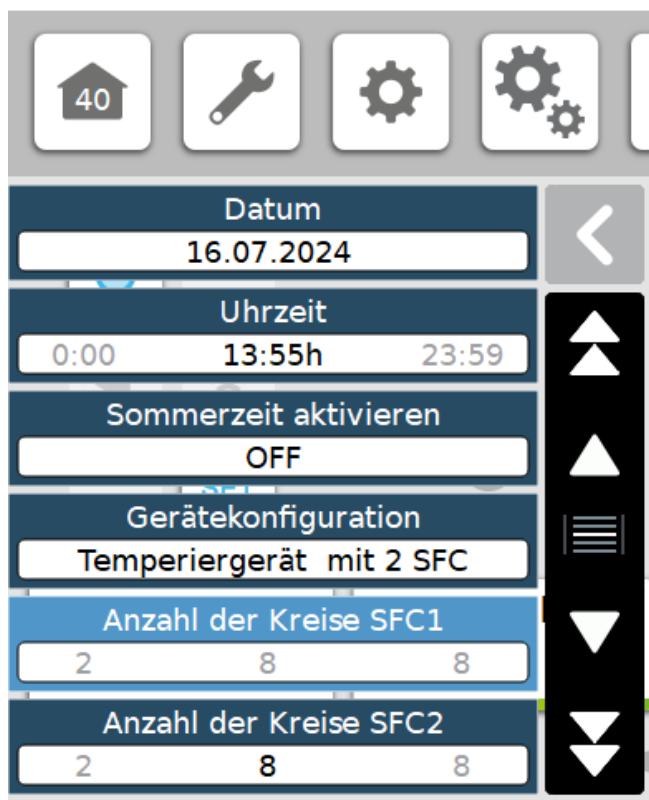 40
Datum
16.07.2024
Uhrzeit
0:00 13:55h 23:59
Sommerzeit aktivieren
OFF
Gerätekonfiguration
Temperiergerät mit 2 SFC
Anzahl der Kreise SFC1
2 8 8
Anzahl der Kreise SFC2
2 8 8